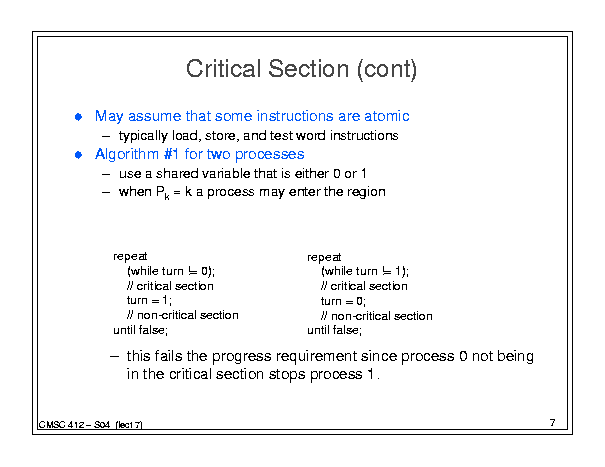 Critical Section (cont)
● May assume that some instructions are atomic
– typically load, store, and test word instructions
● Algorithm #1 for two processes
– use a shared variable that is either 0 or 1
– when Pk = k a process may enter the region
repeat
(while turn != 0);
// critical section
turn = 1;
// non-critical section
until false;
repeat
(while turn != 1);
// critical section
turn = 0;
// non-critical section
until false;
– this fails the progress requirement since process 0 not being
in the critical section stops process 1.
CMSC 412 – S04 (lect 7)
7